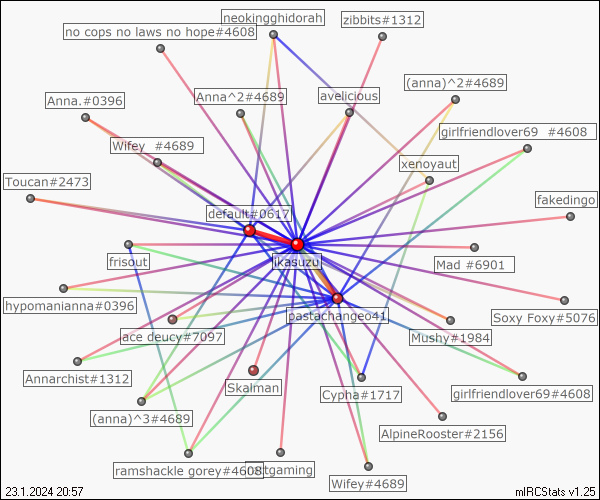 neokingghidorah
zibbits#1312
no cops no laws no hope#4608
(anna)^2#4689
Anna.#0396
Anna^2#4689
avelicious
girlfriendlover69 #4608
Wifey #4689
xenoyaut
Toucan#2473
default#0617
fakedingo
ikasuzu
frisout
Mad #6901
hypomanianna#0396
pastachangeo41
Soxy Foxy#5076
ace deucy#7097
Mushy#1984
Annarchist#1312
Skalman
Cypha#1717
girlfriendlover69#4608
(anna)^3#4689
AlpineRooster#2156
ramshackle gorey#4608
tgaming
Wifey#4689
23.1.2024 20:57
mIRCStats v1.25